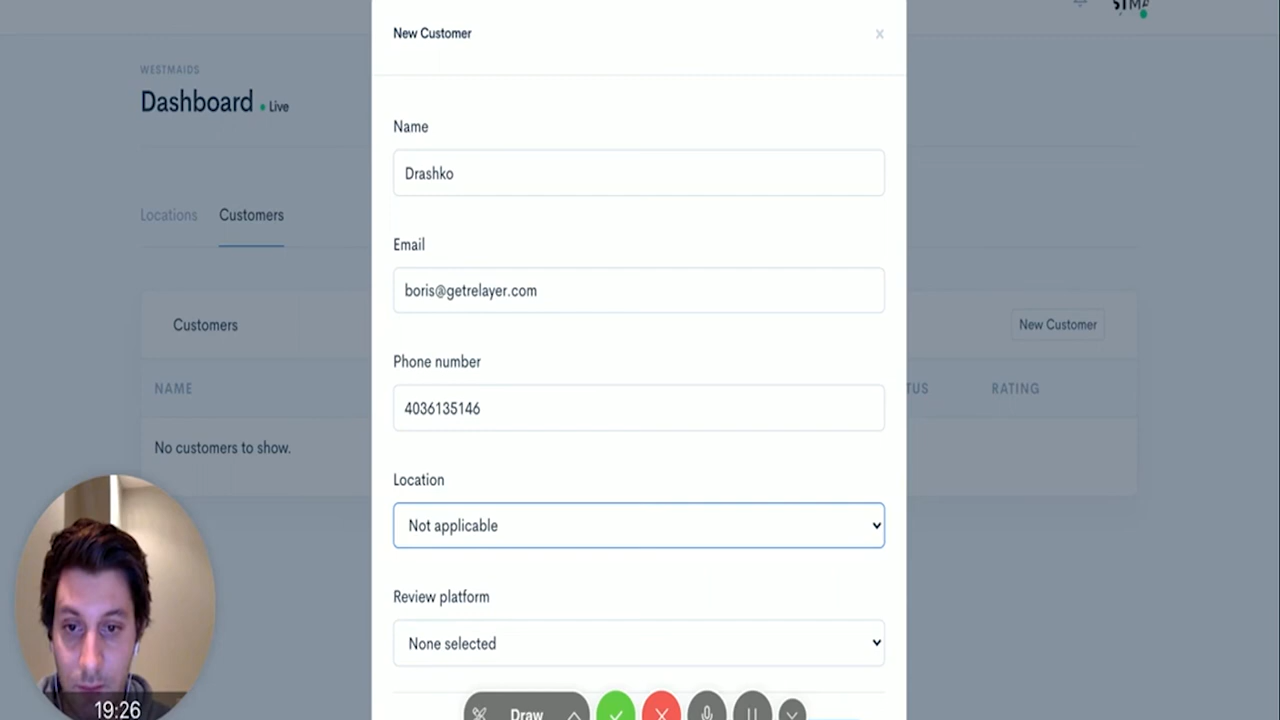 New Customer
x
WESTMAIDS
Dashboard • Live
Name
Drashko
Locations Customers
Email
boris@getrelayer.com
Customers
New Customer
Phone number
NAME
TUS RATING
4036135146
No customers to show.
Location
Not applicable
Review platform
None selected
Draw
19:26